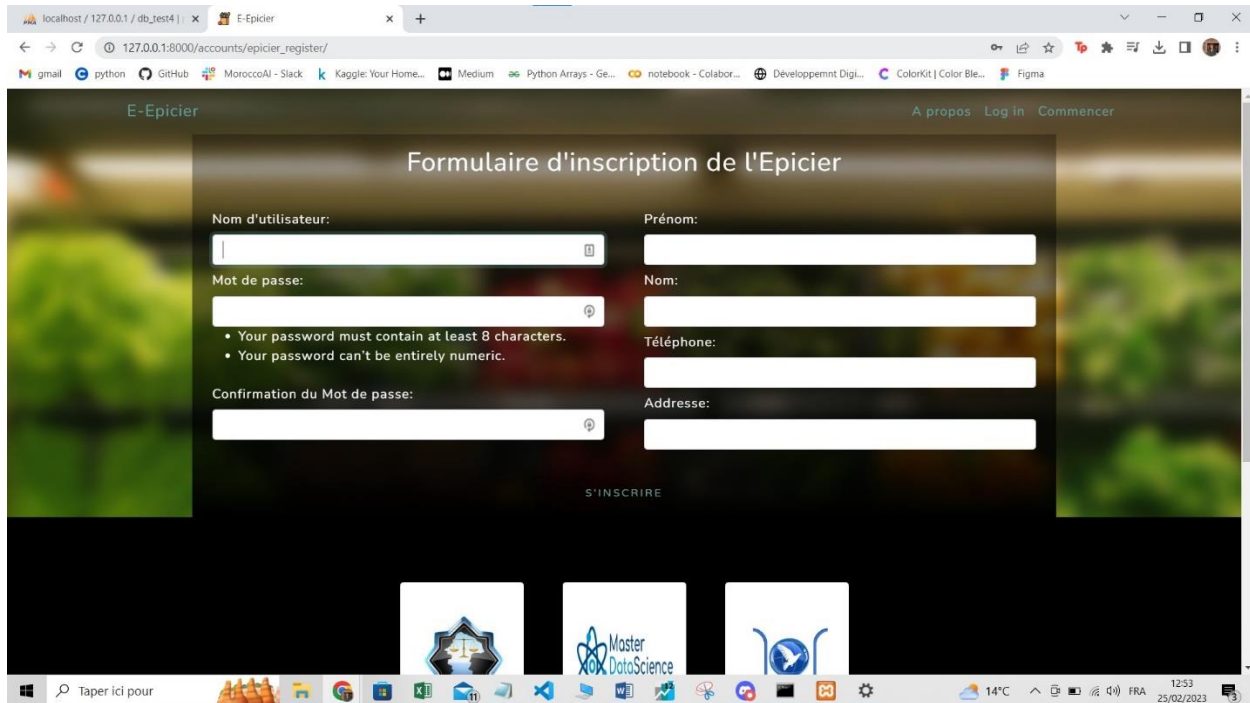 localhost / 127.0.0.1 / db_test4 |
E-Epicier
127.0.0.1:8000/accounts/epicier_register/
gmail
python
GitHub
MoroccoAI - Slack
Kaggle: Your Home...
Medium
Python Arrays - Ge...
notebook - Colabor...
Développemnt Digi...
ColorKit | Color Ble...
Figma
E-Epicier
A propos Log in Commencer
Formulaire d'inscription de l'Epicier
Nom d'utilisateur:
Mot de passe:
• Your password must contain at least 8 characters.
• Your password can't be entirely numeric.
Confirmation du Mot de passe:
Prénom:
Nom:
Téléphone:
Addresse:
S'INSCRIRE
Master
DataScience
Taper ici pour
14°C
FRA
12:53
25/02/2023